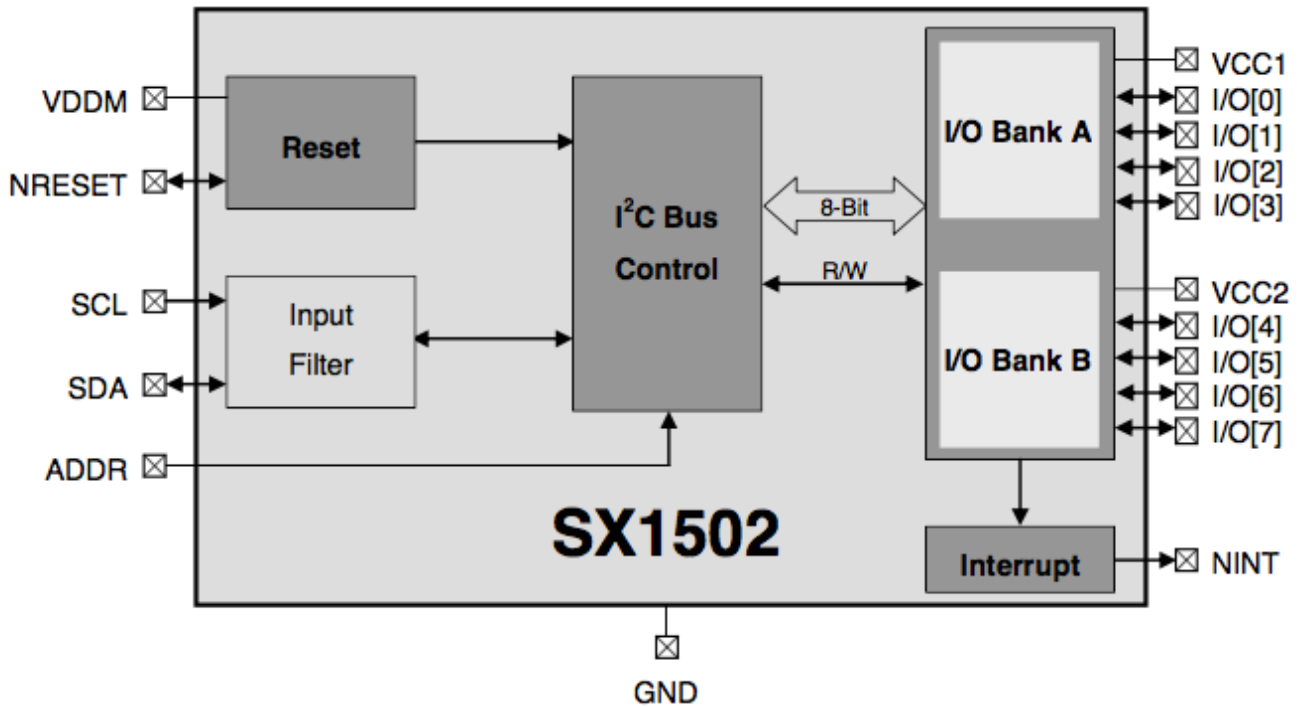 VDDM
NRESET
SCL
SDA
ADDR
Reset
Input
Filter
I²C Bus
Control
8-Bit
R/W
I/O Bank A
I/O Bank B
Interrupt
VCC1
I/O[0]
I/O[1]
I/O[2]
I/O[3]
VCC2
I/O[4]
I/O[5]
I/O[6]
I/O[7]
NINT
SX1502
GND